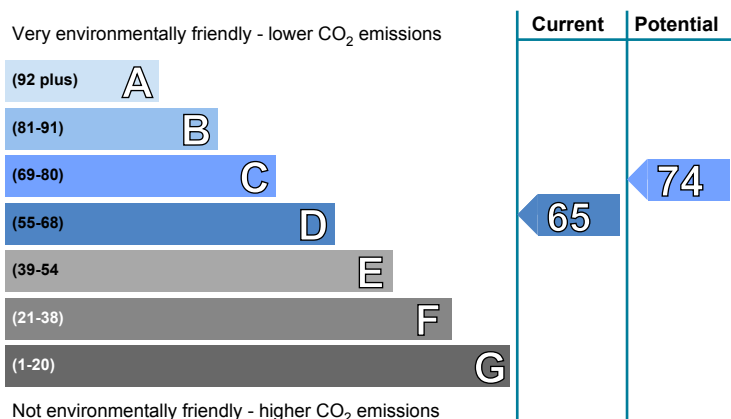 Current Potential
Very environmentally friendly - lower CO2 emissions
(92 plus) A
(81-91) B
(69-80) C
74
(55-68) D
65
(39-54 E
(21-38) F
(1-20) G
Not environmentally friendly - higher CO2 emissions